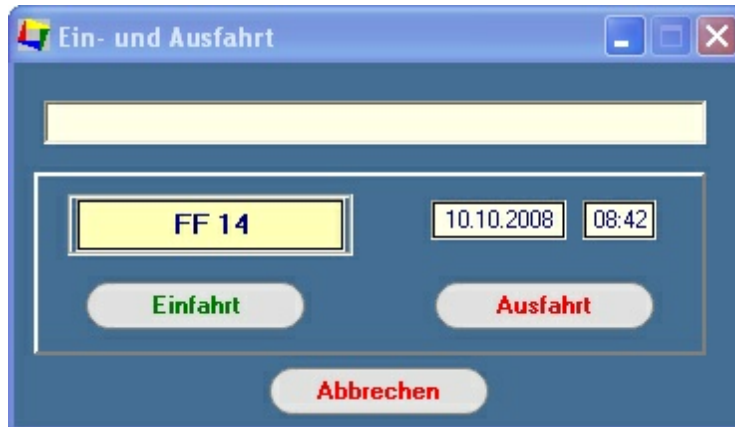 Ein- und Ausfahrt
FF 14 10.10.2008 08:42
Einfahrt Ausfahrt
Abbrechen